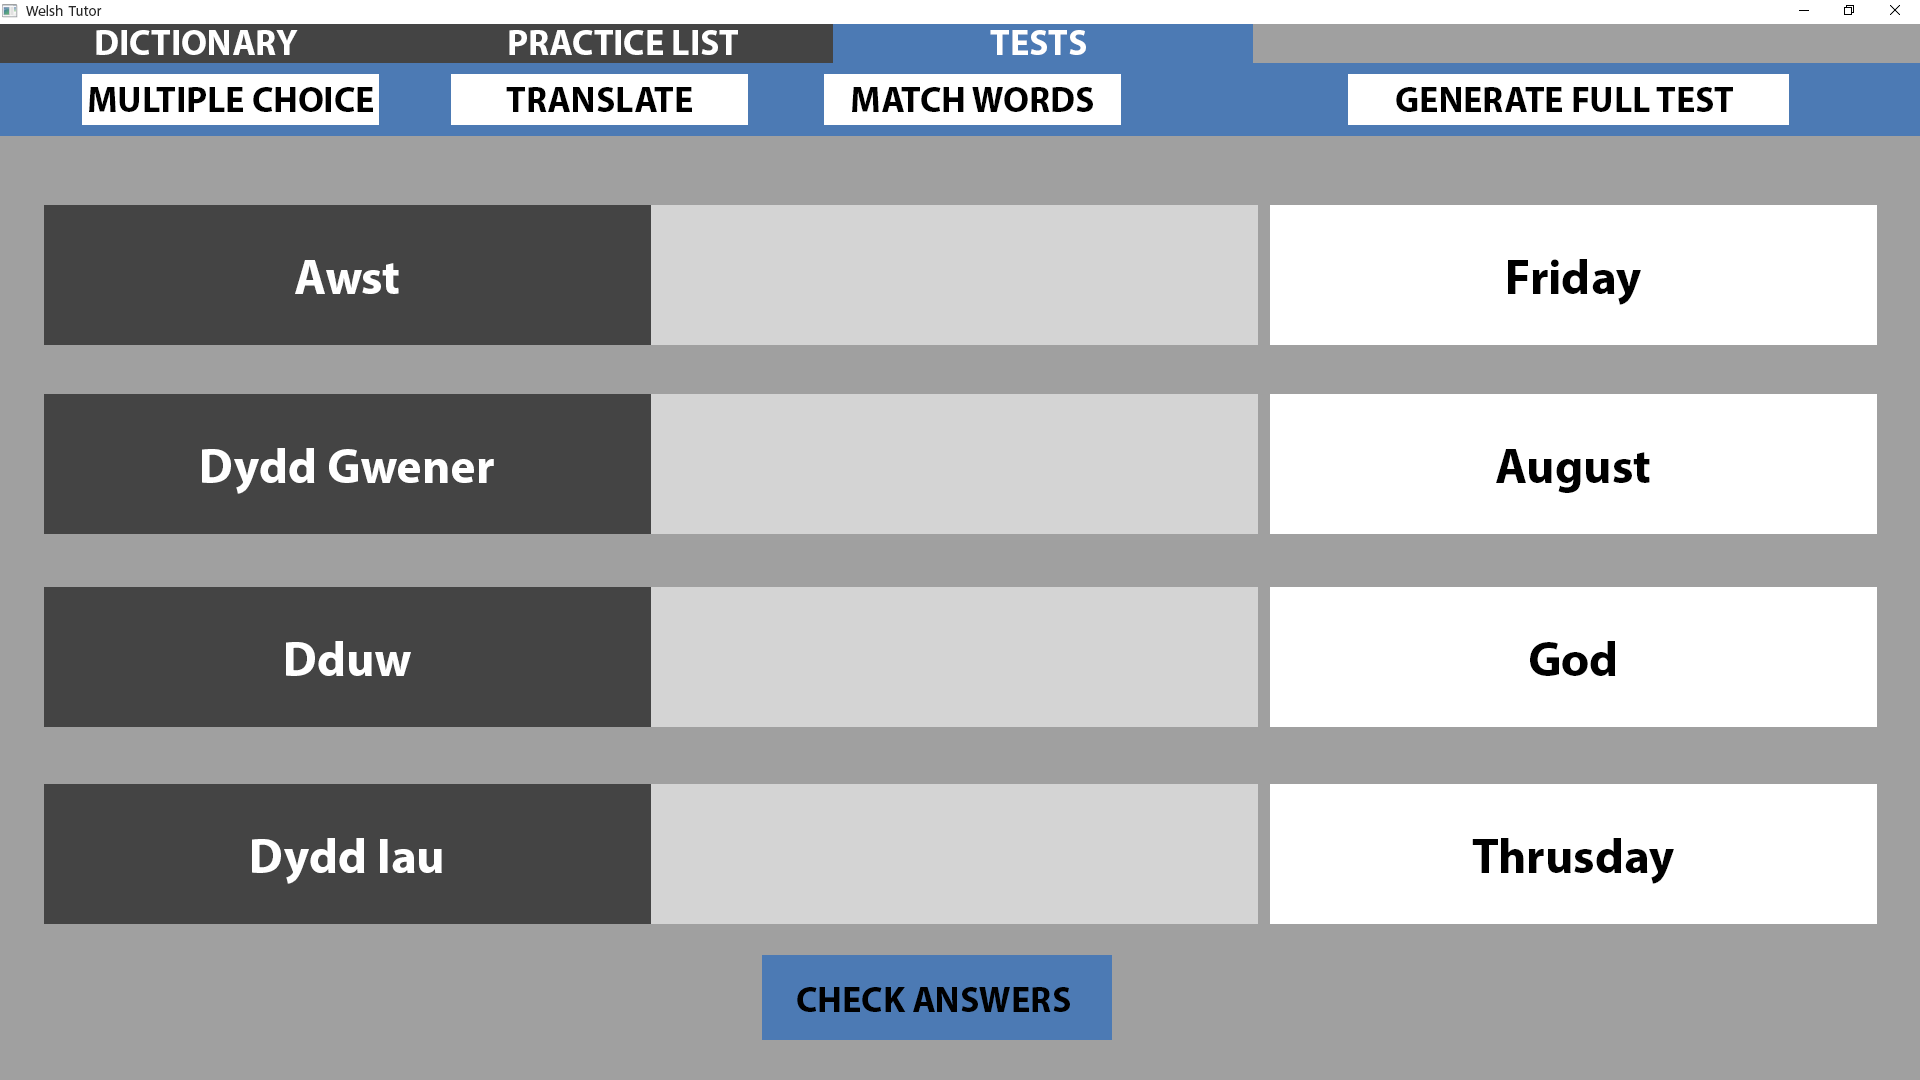 Welsh Tutor
DICTIONARY PRACTICE LIST TESTS
MULTIPLE CHOICE TRANSLATE MATCH WORDS GENERATE FULL TEST
Awst Friday
Dydd Gwener August
Dduw God
Dydd Iau Thrusday
CHECK ANSWERS